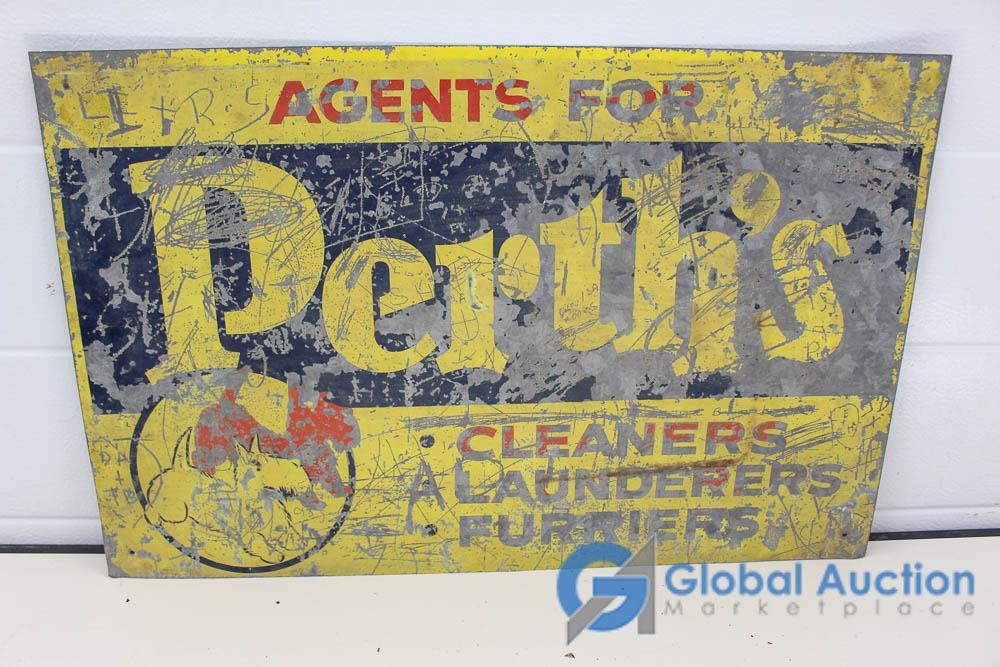 AGENTS FOR
Perth's
CLEANERS
LAUNDERERS
FURRIERS
Global Auction
Marketplace